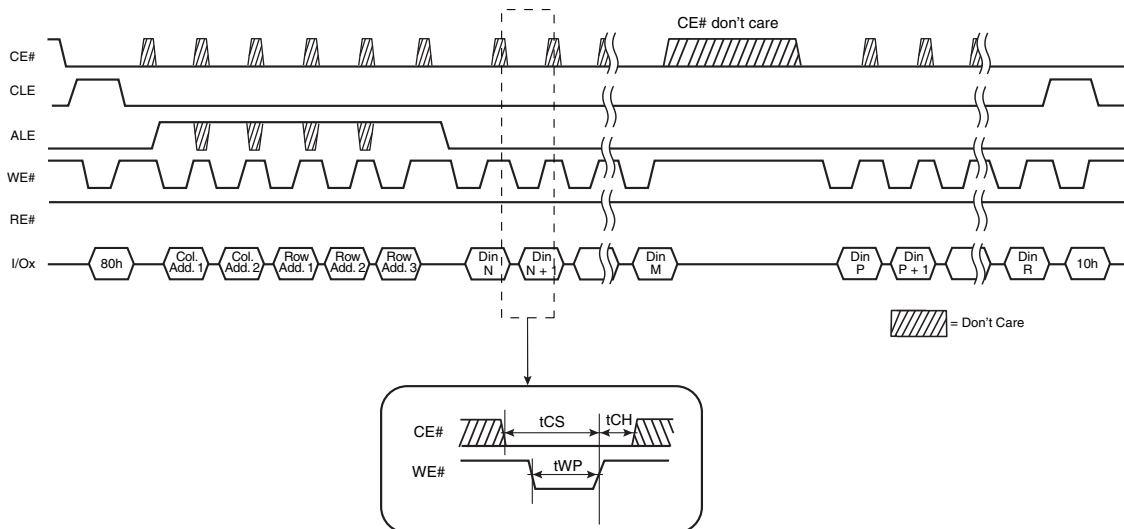 CE# don't care
CE#
CLE
ALE
WE#
RE#
I/Ox
80h
Col.
Add. 1
Col.
Add. 2
Row
Add. 1
Row
Add. 2
Row
Add. 3
Din
N
Din
N + 1
Din
M
Din
P
Din
P + 1
Din
R
10h
= Don't Care
CE#
tCS
tCH
WE#
tWP